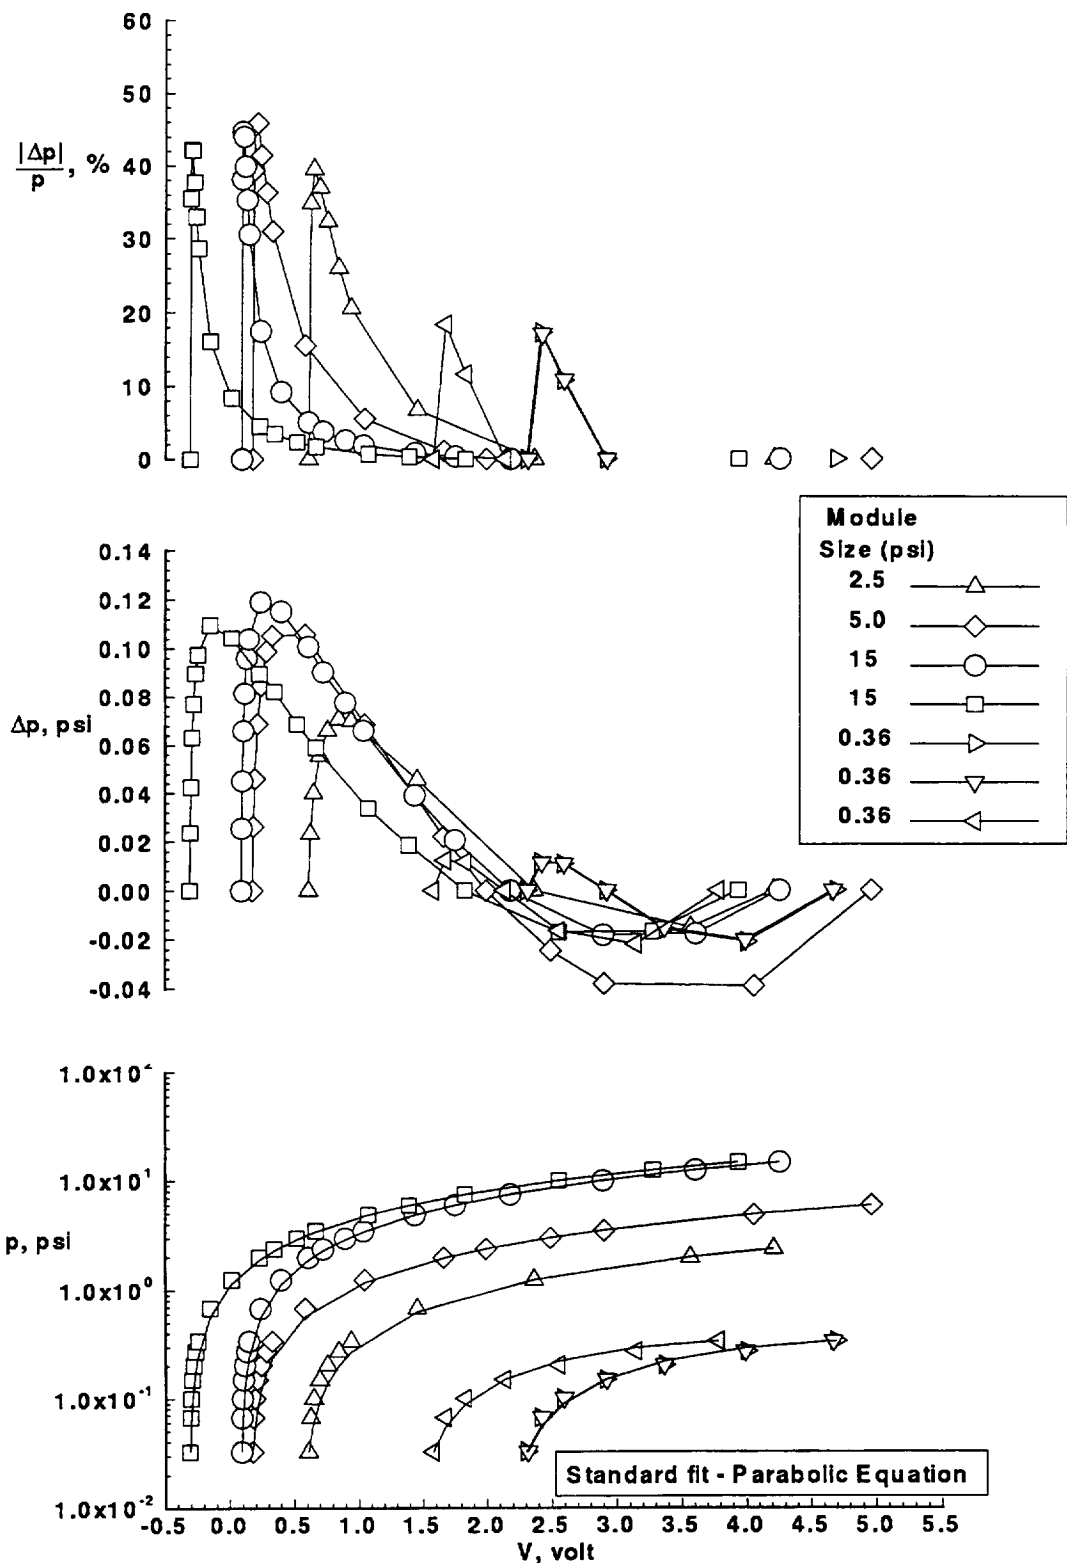 60
50
|Δp|
p , %
40
30
20
10
0
Module
Size (psi)
2.5
5.0
15
15
0.36
0.36
0.36
0.14
0.12
0.10
0.08
Δp, psi
0.06
0.04
0.02
0.00
-0.02
-0.04
1.0x10²
1.0x10¹
p, psi
1.0x10⁰
1.0x10⁻¹
1.0x10⁻²
Standard fit - Parabolic Equation
-0.5 0.0 0.5 1.0 1.5 2.0 2.5 3.0 3.5 4.0 4.5 5.0 5.5
V, volt